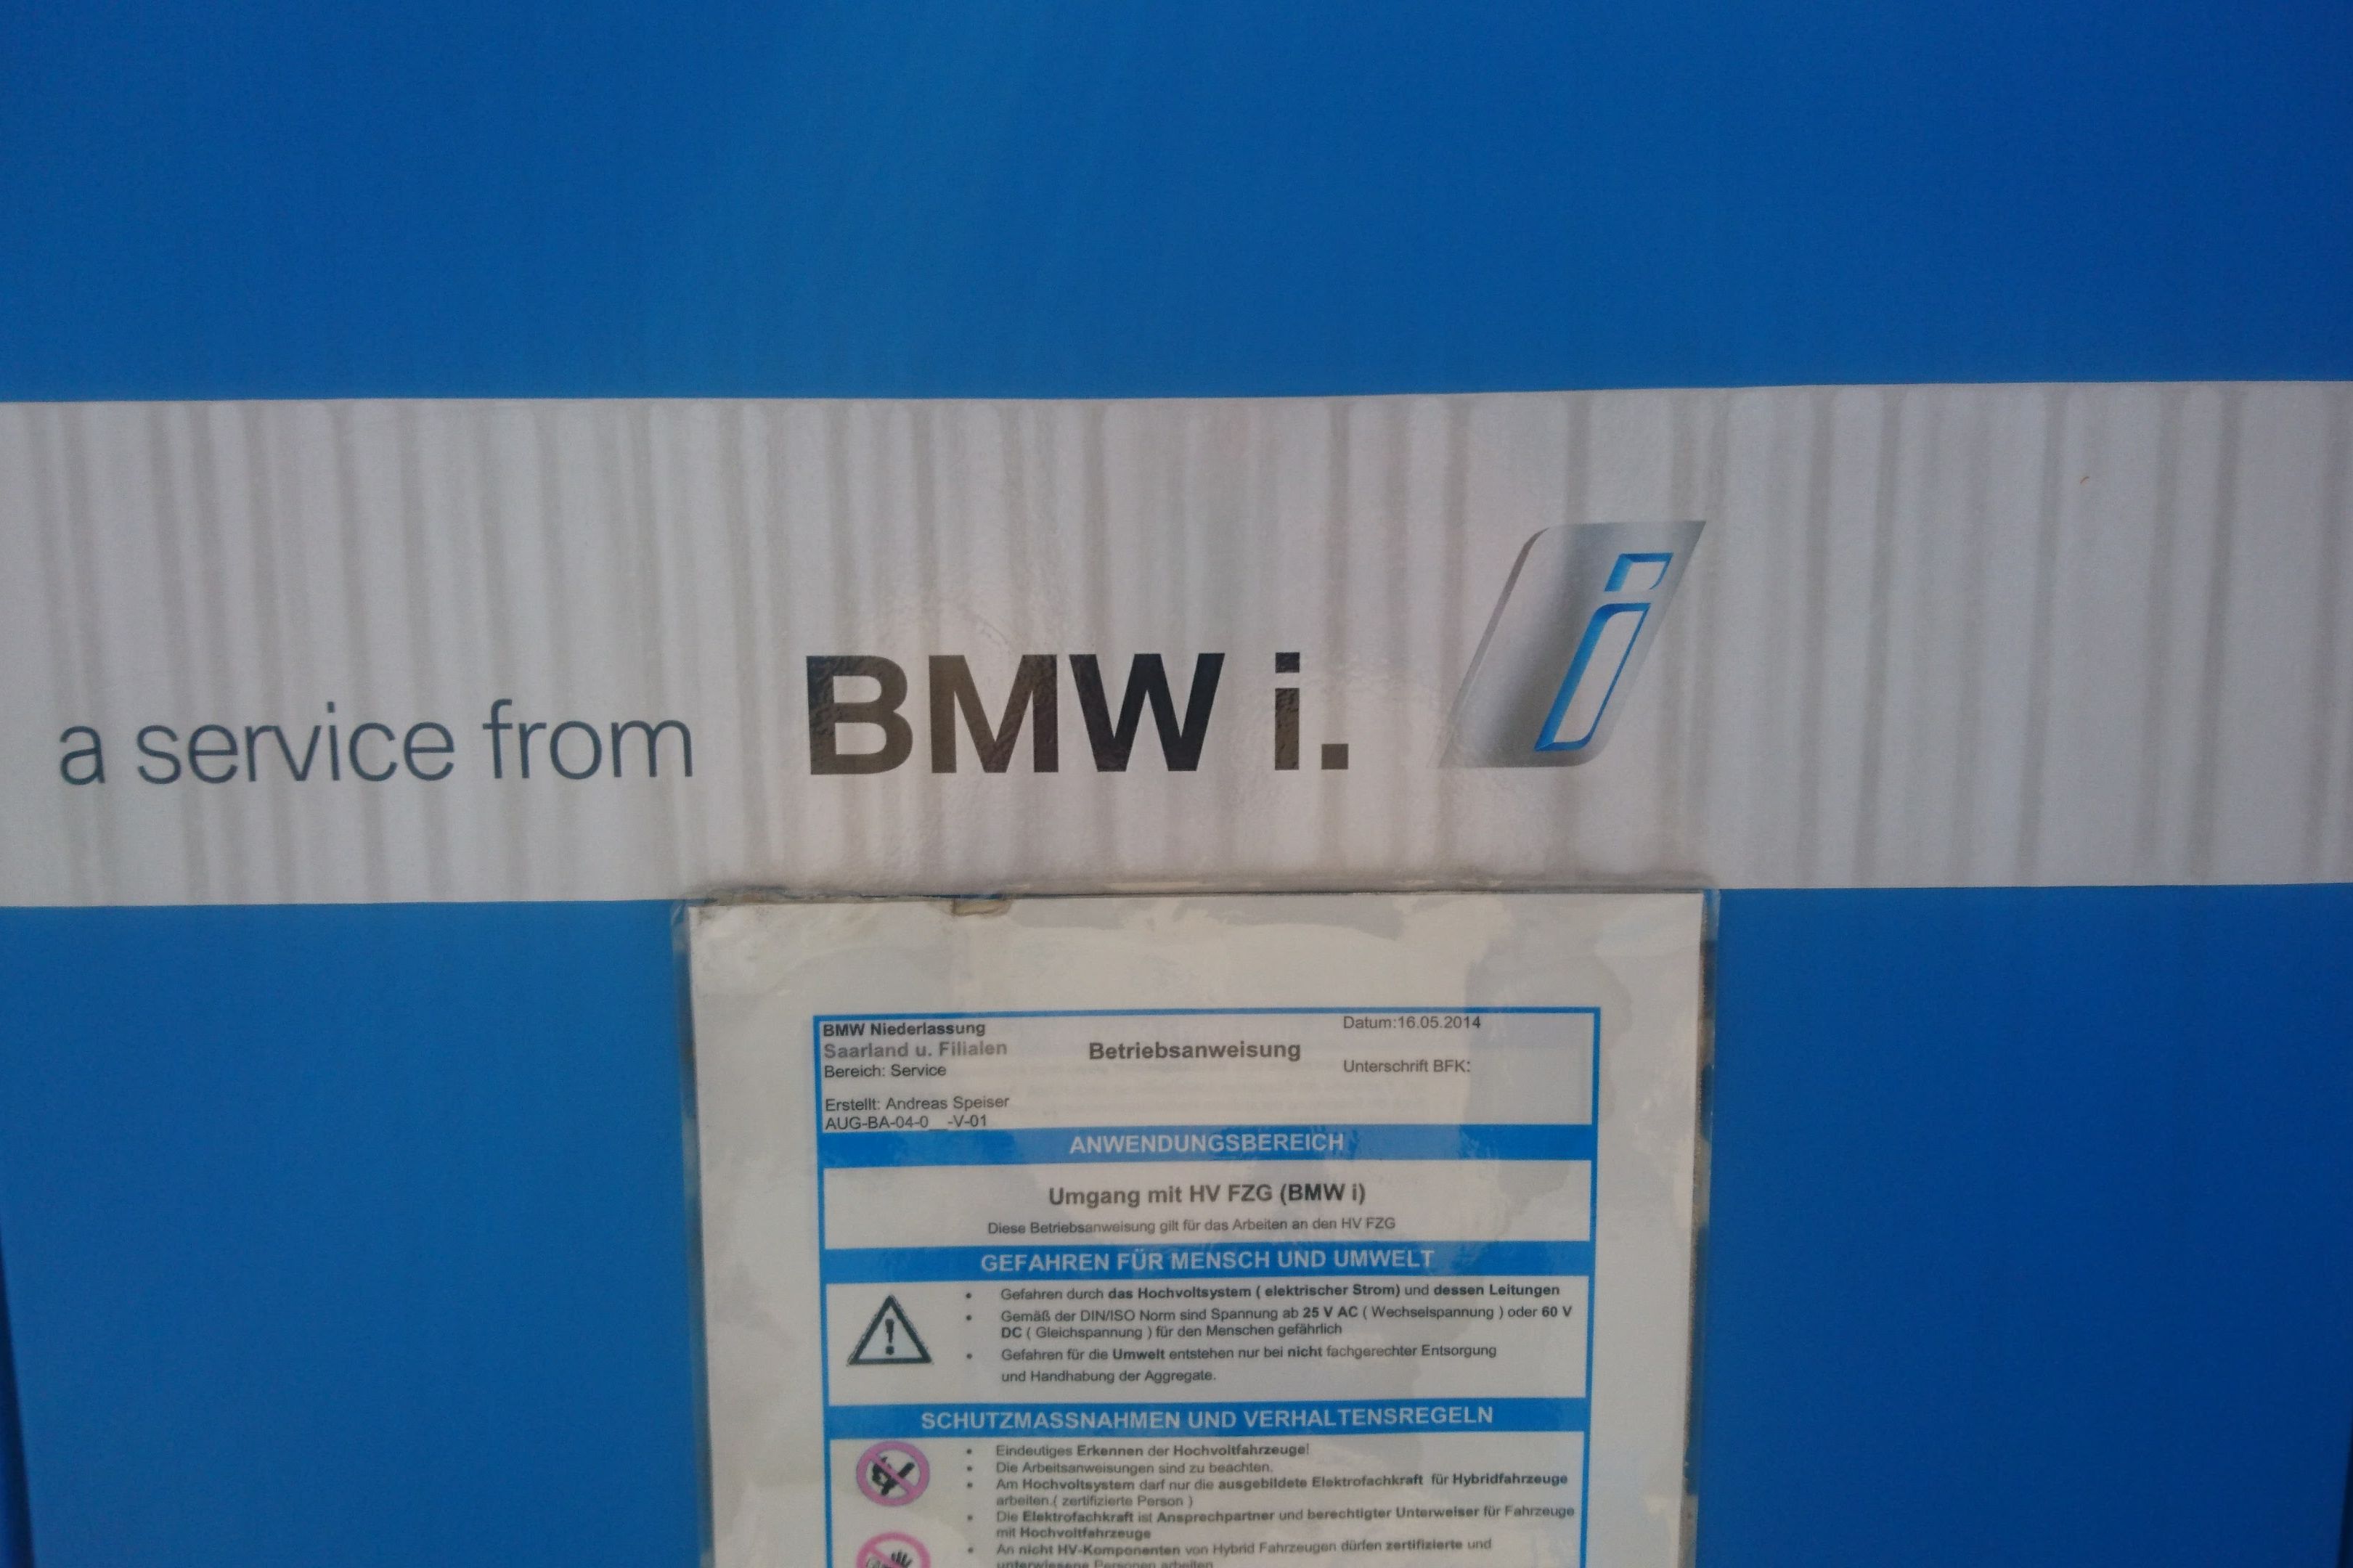 a service from BMW i. i
BMW Niederlassung
Saarland u. Filialen
Bereich: Service
Erstellt: Andreas Speiser
AUG-BA-04-0__-V-01
Betriebsanweisung
Datum:16.05.2014
Unterschrift BFK:
ANWENDUNGSBEREICH
Umgang mit HV FZG (BMW i)
Diese Betriebsanweisung gilt für das Arbeiten an den HV FZG
GEFAHREN FÜR MENSCH UND UMWELT
• Gefahren durch das Hochvoltsystem ( elektrischer Strom) und dessen Leitungen
• Gemäß der DIN/ISO Norm sind Spannung ab 25 V AC ( Wechselspannung ) oder 60 V
DC ( Gleichspannung ) für den Menschen gefährlich
• Gefahren für die Umwelt entstehen nur bei nicht fachgerechter Entsorgung
und Handhabung der Aggregate.
SCHUTZMASSNAHMEN UND VERHALTENSREGELN
• Eindeutiges Erkennen der Hochvoltfahrzeuge!
• Die Arbeitsanweisungen sind zu beachten.
• Am Hochvoltsystem darf nur die ausgebildete Elektrofachkraft für Hybridfahrzeuge
arbeiten.( zertifizierte Person )
• Die Elektrofachkraft ist Ansprechpartner und berechtigter Unterweiser für Fahrzeuge
mit Hochvoltfahrzeuge
• An nicht HV-Komponenten von Hybrid Fahrzeugen dürfen zertifizierte und
unterwiesene Personen arbeiten